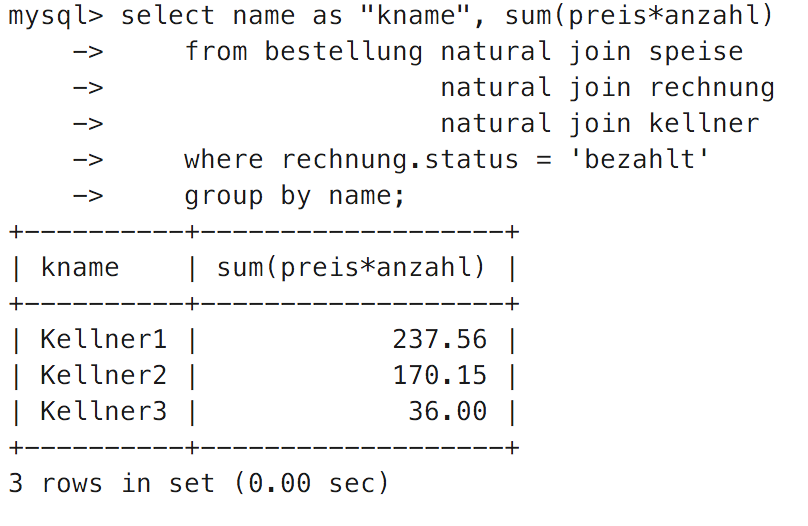 mysql> select name as "kname", sum(preis*anzahl)
    ->     from bestellung natural join speise
    ->                     natural join rechnung
    ->                     natural join kellner
    ->     where rechnung.status = 'bezahlt'
    ->     group by name;
+----------+-------------------+
| kname    | sum(preis*anzahl) |
+----------+-------------------+
| Kellner1 |            237.56 |
| Kellner2 |            170.15 |
| Kellner3 |             36.00 |
+----------+-------------------+
3 rows in set (0.00 sec)